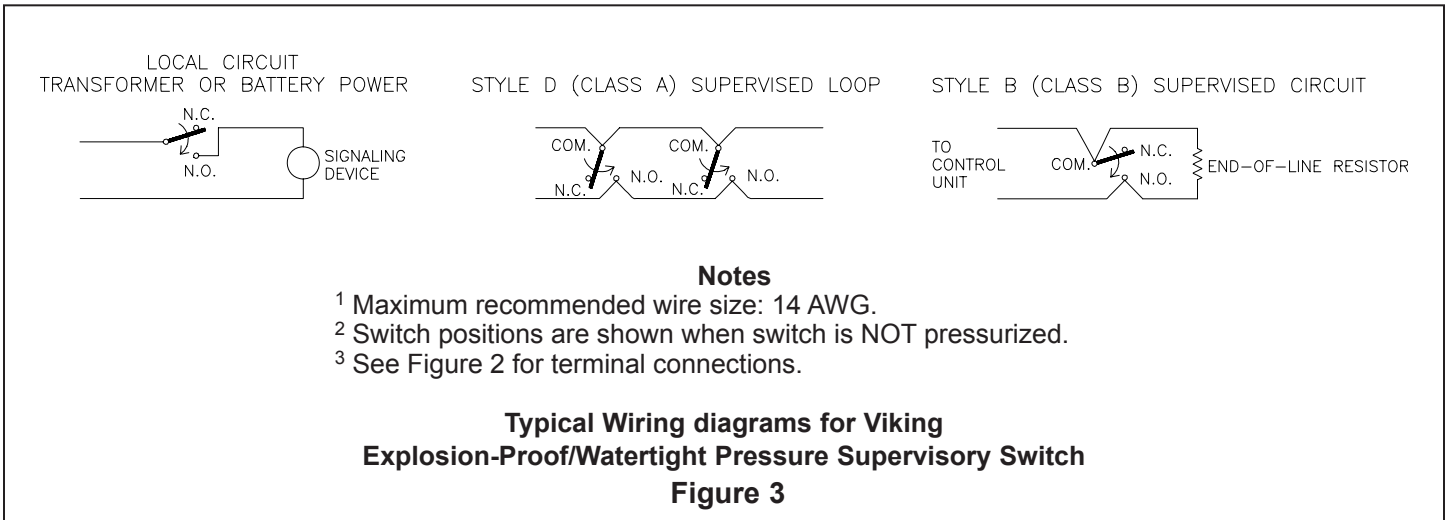 LOCAL CIRCUIT
TRANSFORMER OR BATTERY POWER
N.C.
N.O.
SIGNALING
DEVICE
STYLE D (CLASS A) SUPERVISED LOOP
COM.
N.C.
N.O.
COM.
N.C.
N.O.
STYLE B (CLASS B) SUPERVISED CIRCUIT
TO
CONTROL
UNIT
COM.
N.C.
N.O.
END-OF-LINE RESISTOR
Notes
1 Maximum recommended wire size: 14 AWG.
2 Switch positions are shown when switch is NOT pressurized.
3 See Figure 2 for terminal connections.
Typical Wiring diagrams for Viking
Explosion-Proof/Watertight Pressure Supervisory Switch
Figure 3